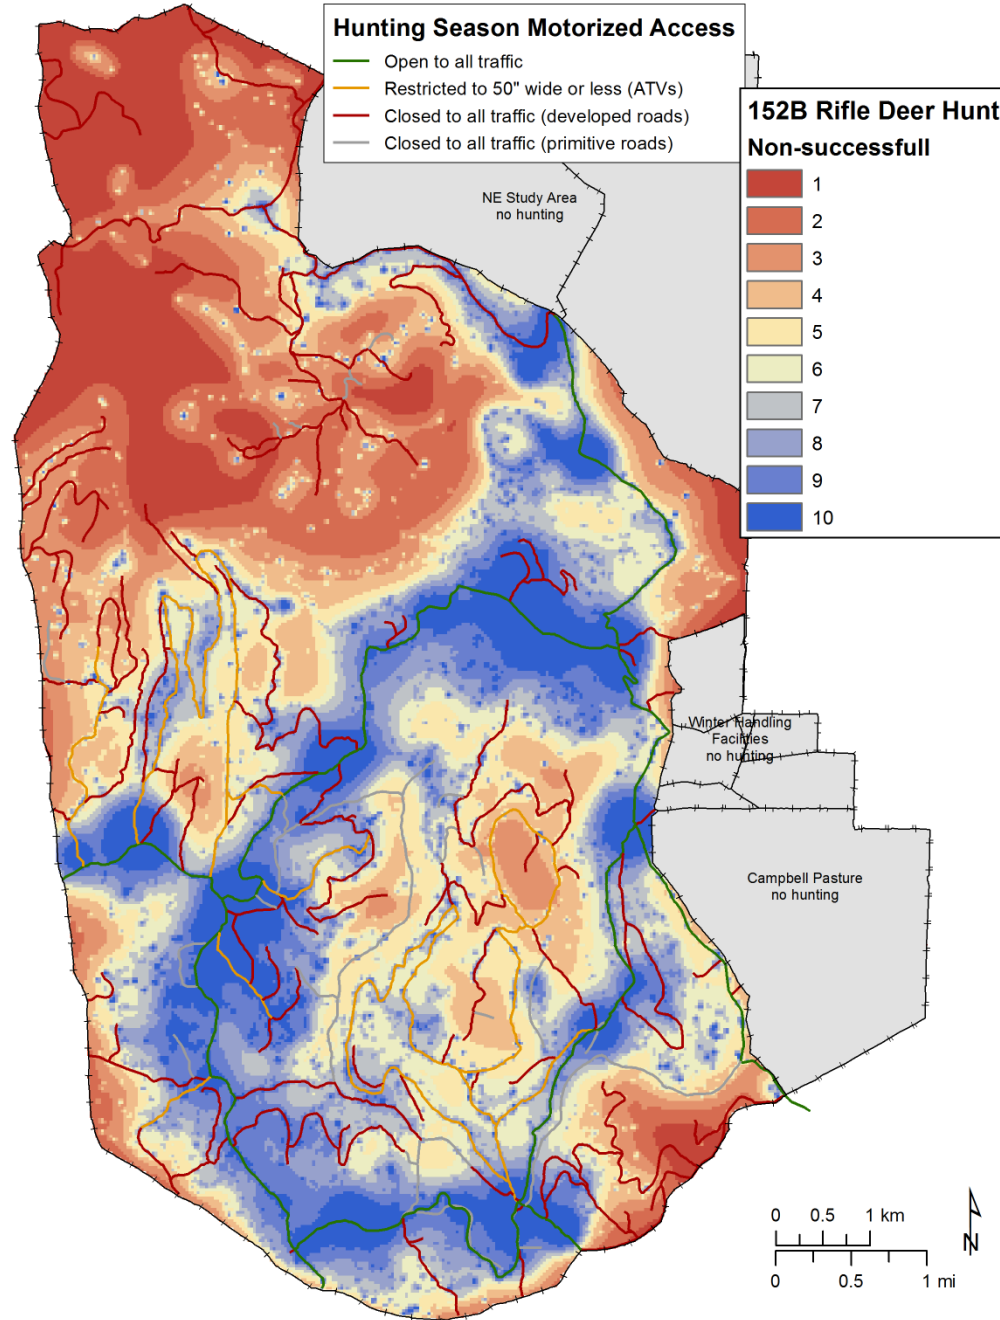 Hunting Season Motorized Access
Open to all traffic
Restricted to 50" wide or less (ATVs)
Closed to all traffic (developed roads)
Closed to all traffic (primitive roads)
152B Rifle Deer Hunt
Non-successfull
1
2
3
4
5
6
7
8
9
10
NE Study Area
no hunting
Winter Handling
Facilities
no hunting
Campbell Pasture
no hunting
0 0.5 1 km
0 0.5 1 mi
N